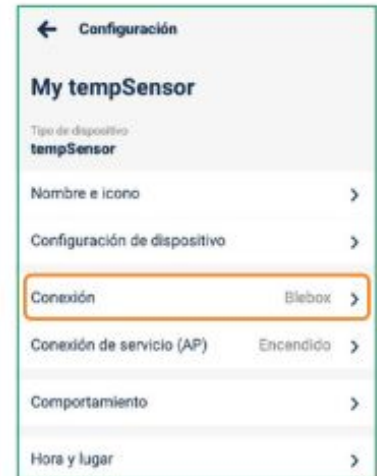 Configuración
My tempSensor
Tipo de dispositivo
tempSensor
Nombre e icono
Configuración de dispositivo
Conexión Blebox
Conexión de servicio (AP) Encendido
Comportamiento
Hora y lugar